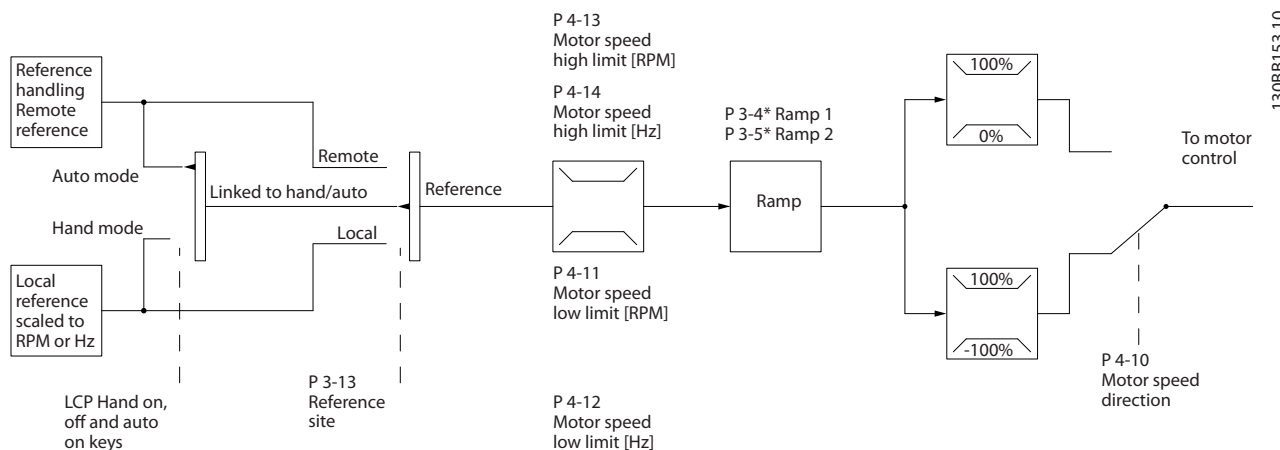 Reference
handling
Remote
reference
Auto mode
Hand mode
Local
reference
scaled to
RPM or Hz
LCP Hand on,
off and auto
on keys
Linked to hand/auto
Remote
Local
P 3-13
Reference
site
Reference
P 4-13
Motor speed
high limit [RPM]
P 4-14
Motor speed
high limit [Hz]
P 4-11
Motor speed
low limit [RPM]
P 4-12
Motor speed
low limit [Hz]
P 3-4* Ramp 1
P 3-5* Ramp 2
Ramp
100%
0%
100%
-100%
To motor
control
P 4-10
Motor speed
direction
130BB153.10